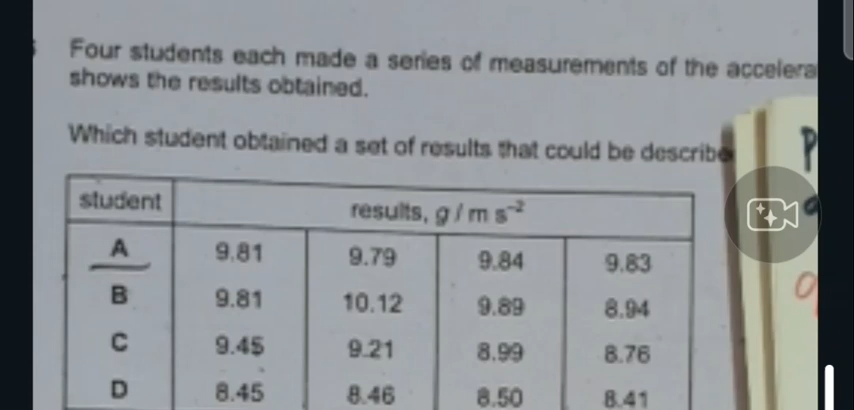 Four students each made a series of measurements of the accelera
shows the results obtained.
Which student obtained a set of results that could be describe
student results, g / m s⁻²
A 9.81 9.79 9.84 9.83
B 9.81 10.12 9.89 8.94
C 9.45 9.21 8.99 8.76
D 8.45 8.46 8.50 8.41